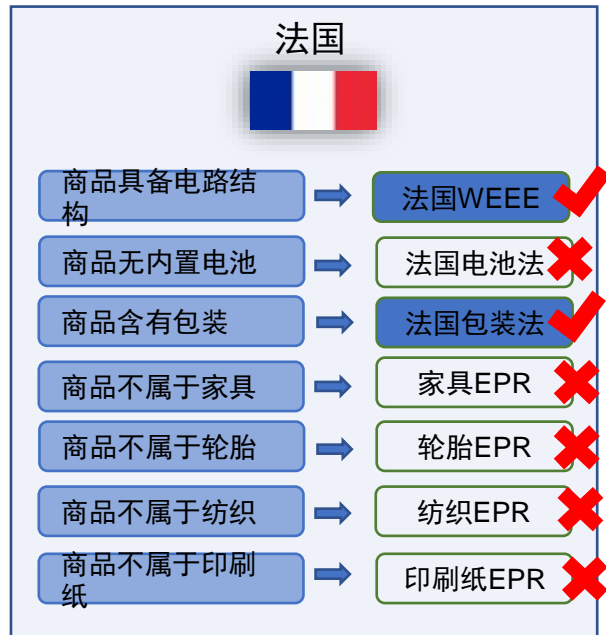 法国
商品具备电路结
构
法国WEEE
商品无内置电池
法国电池法
商品含有包装
法国包装法
商品不属于家具
家具EPR
商品不属于轮胎
轮胎EPR
商品不属于纺织
纺织EPR
商品不属于印刷
纸
印刷纸EPR